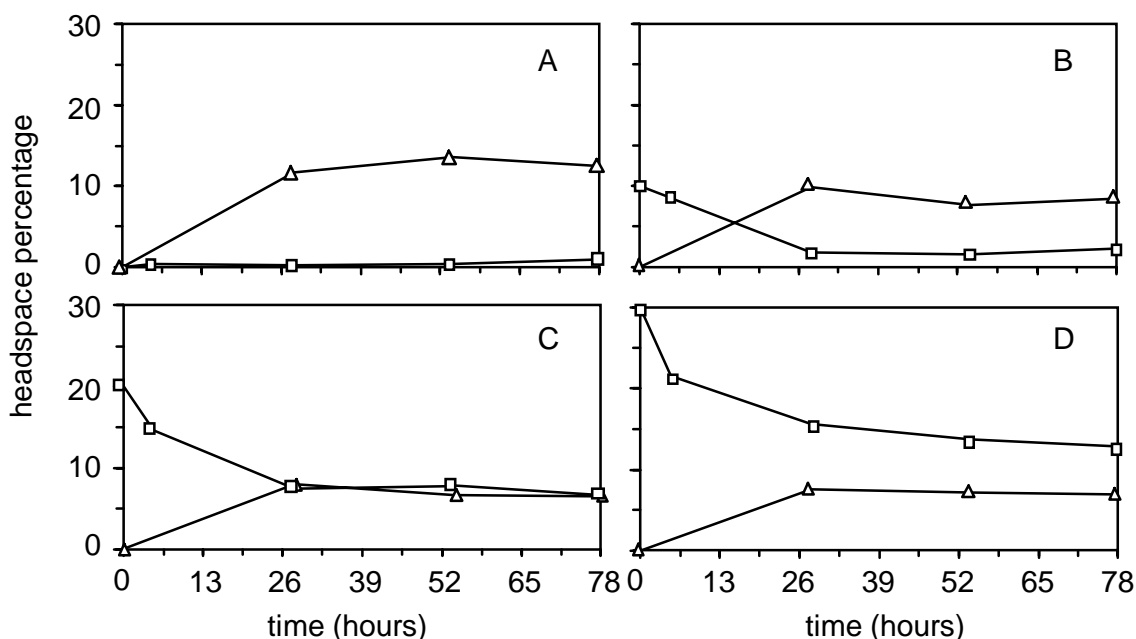 30
20
10
0
A
B
30
20
10
0
C
D
headspace percentage
0 13 26 39 52 65 78
0 13 26 39 52 65 78
time (hours)
time (hours)